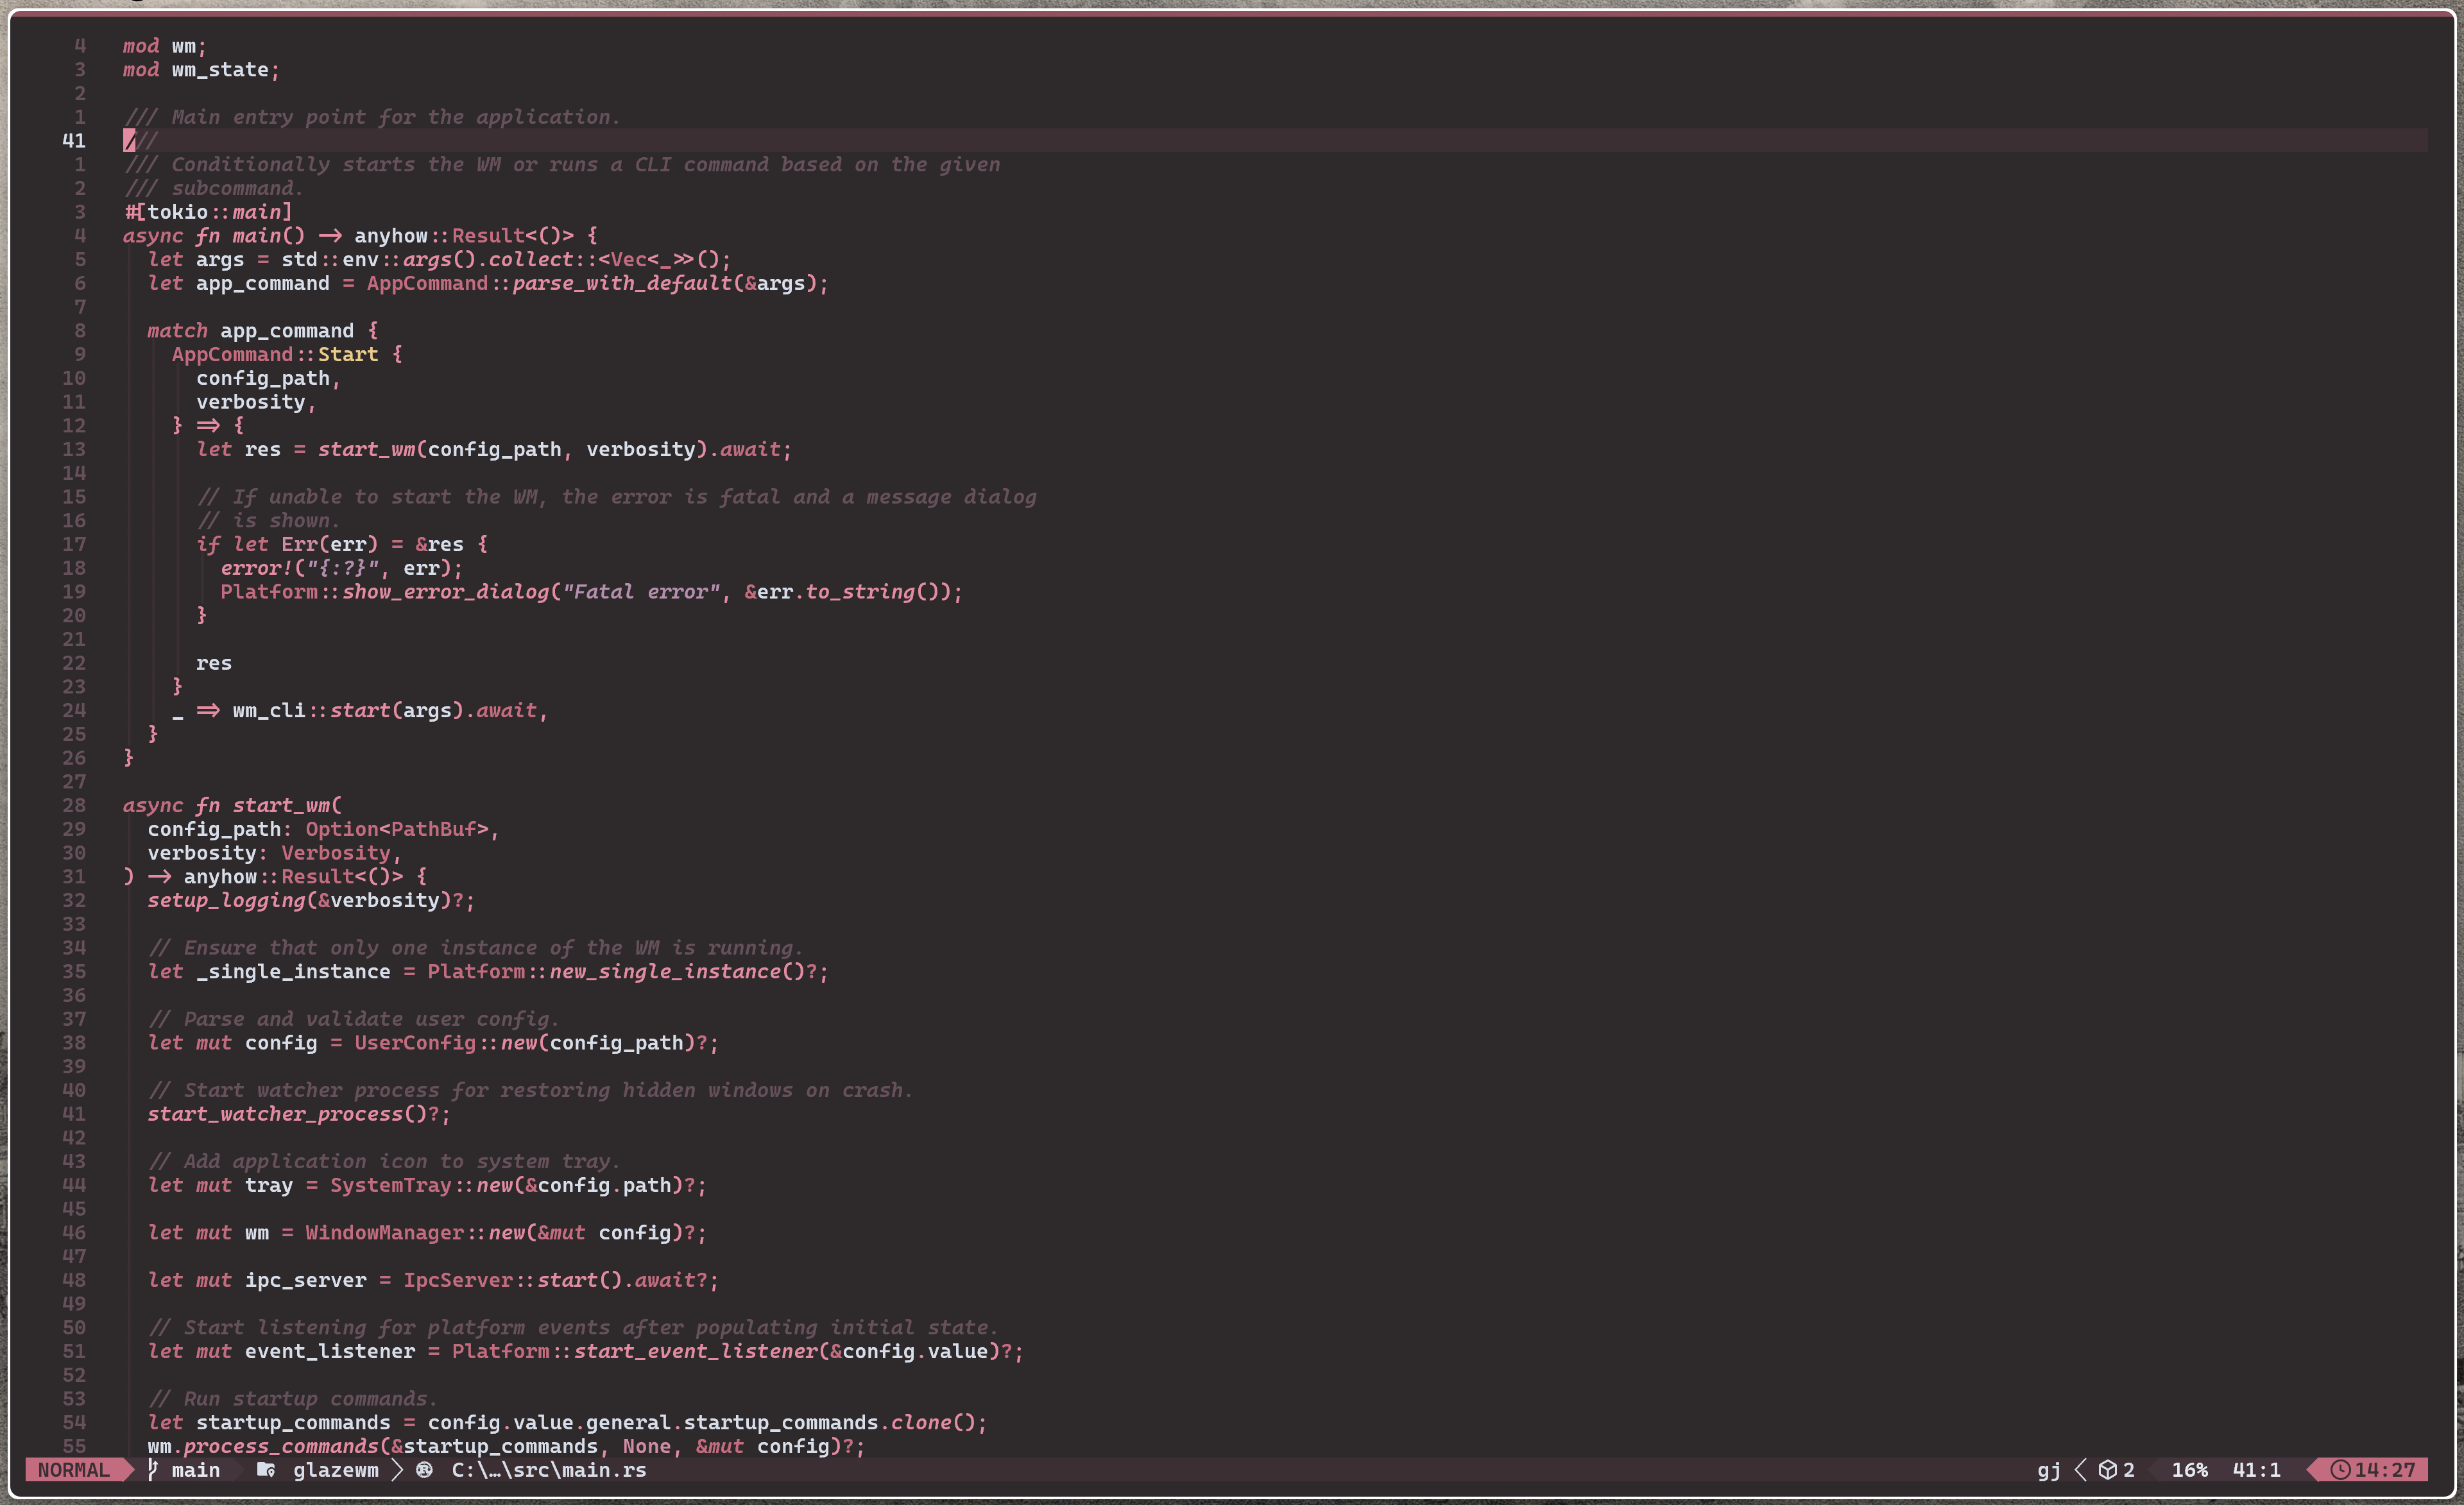 4 mod wm;
3 mod wm_state;
2
1 /// Main entry point for the application.
41 ///
1 /// Conditionally starts the WM or runs a CLI command based on the given
2 /// subcommand.
3 #[tokio::main]
4 async fn main() -> anyhow::Result<()> {
5 let args = std::env::args().collect::<Vec<_>>();
6 let app_command = AppCommand::parse_with_default(&args);
7
8 match app_command {
9 AppCommand::Start {
10 config_path,
11 verbosity,
12 } => {
13 let res = start_wm(config_path, verbosity).await;
14
15 // If unable to start the WM, the error is fatal and a message dialog
16 // is shown.
17 if let Err(err) = &res {
18 error!("{:?}", err);
19 Platform::show_error_dialog("Fatal error", &err.to_string());
20 }
21
22 res
23 }
24 _ => wm_cli::start(args).await,
25 }
26 }
27
28 async fn start_wm(
29 config_path: Option<PathBuf>,
30 verbosity: Verbosity,
31 ) -> anyhow::Result<()> {
32 setup_logging(&verbosity)?;
33
34 // Ensure that only one instance of the WM is running.
35 let _single_instance = Platform::new_single_instance()?;
36
37 // Parse and validate user config.
38 let mut config = UserConfig::new(config_path)?;
39
40 // Start watcher process for restoring hidden windows on crash.
41 start_watcher_process()?;
42
43 // Add application icon to system tray.
44 let mut tray = SystemTray::new(&config.path)?;
45
46 let mut wm = WindowManager::new(&mut config)?;
47
48 let mut ipc_server = IpcServer::start().await?;
49
50 // Start listening for platform events after populating initial state.
51 let mut event_listener = Platform::start_event_listener(&config.value)?;
52
53 // Run startup commands.
54 let startup_commands = config.value.general.startup_commands.clone();
55 wm.process_commands(&startup_commands, None, &mut config)?;
NORMAL main glazewm C:\…\src\main.rs gj 2 16% 41:1 14:27